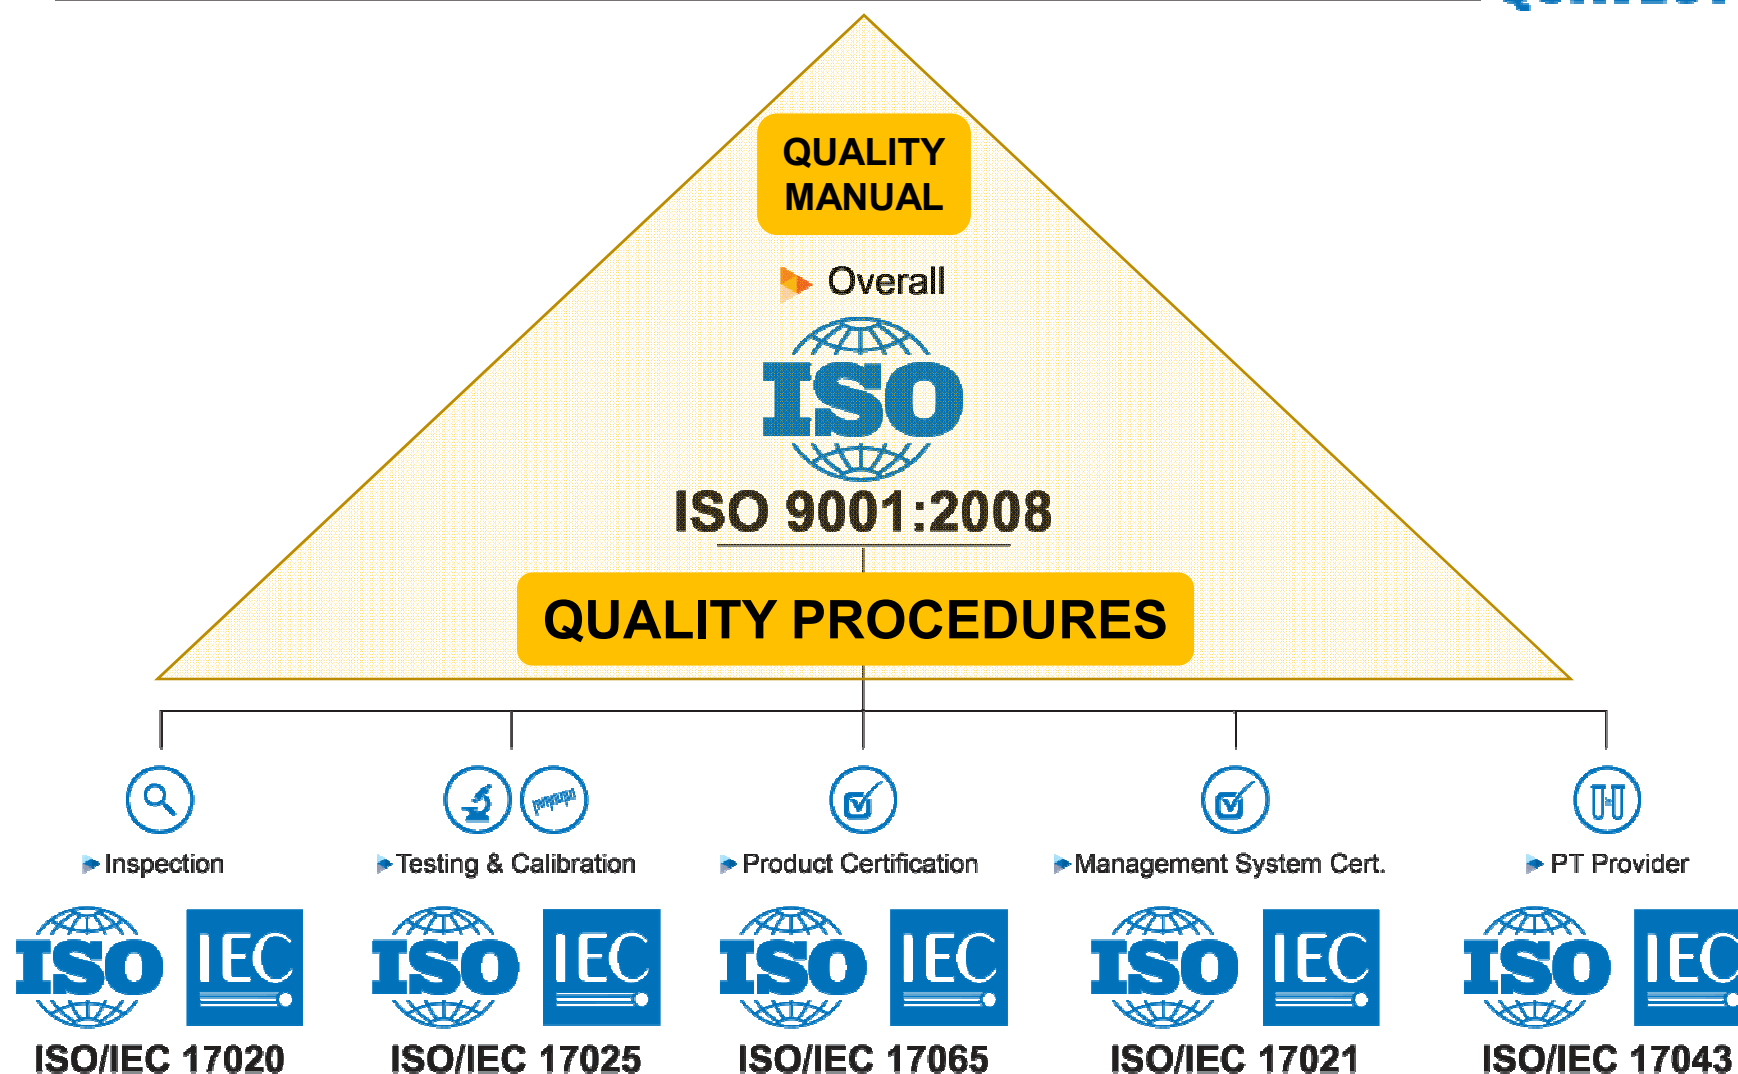 QUALITY
MANUAL
Overall
ISO
ISO 9001:2008
QUALITY PROCEDURES
Inspection
Testing & Calibration
Product Certification
Management System Cert.
PT Provider
ISO IEC
ISO IEC
ISO IEC
ISO IEC
ISO IEC
ISO/IEC 17020
ISO/IEC 17025
ISO/IEC 17065
ISO/IEC 17021
ISO/IEC 17043